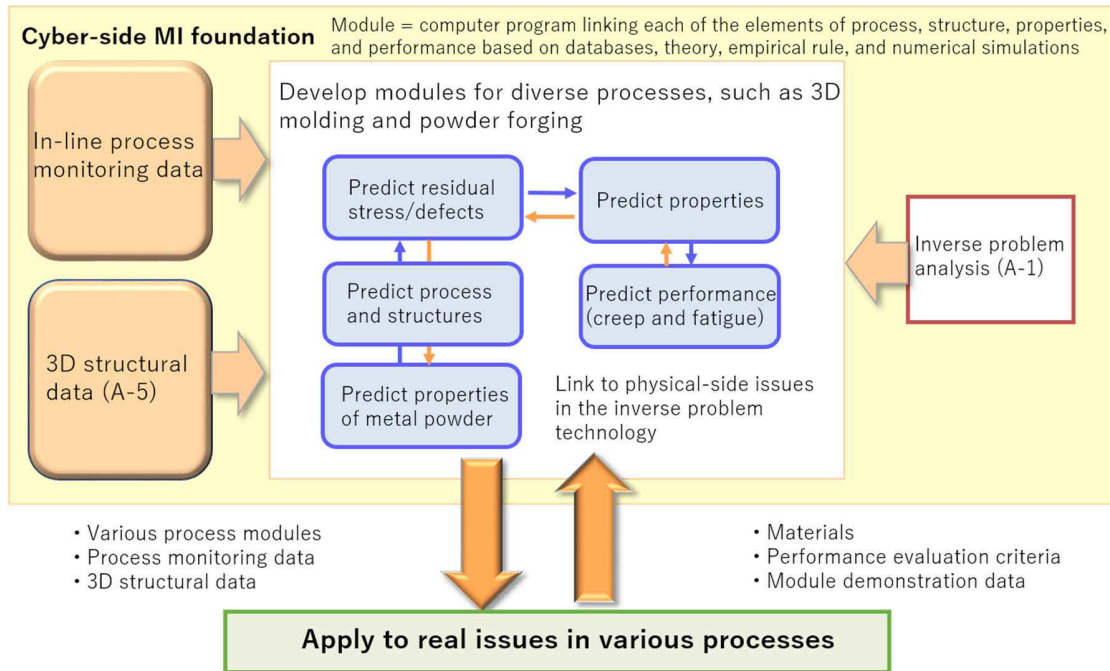 Cyber-side MI foundation
Module = computer program linking each of the elements of process, structure, properties,
and performance based on databases, theory, empirical rule, and numerical simulations
In-line process
monitoring data
3D structural
data (A-5)
Develop modules for diverse processes, such as 3D
molding and powder forging
Predict residual
stress/defects
Predict properties
Predict process
and structures
Predict performance
(creep and fatigue)
Predict properties
of metal powder
Link to physical-side issues
in the inverse problem
technology
Inverse problem
analysis (A-1)
• Various process modules
• Process monitoring data
• 3D structural data
• Materials
• Performance evaluation criteria
• Module demonstration data
Apply to real issues in various processes